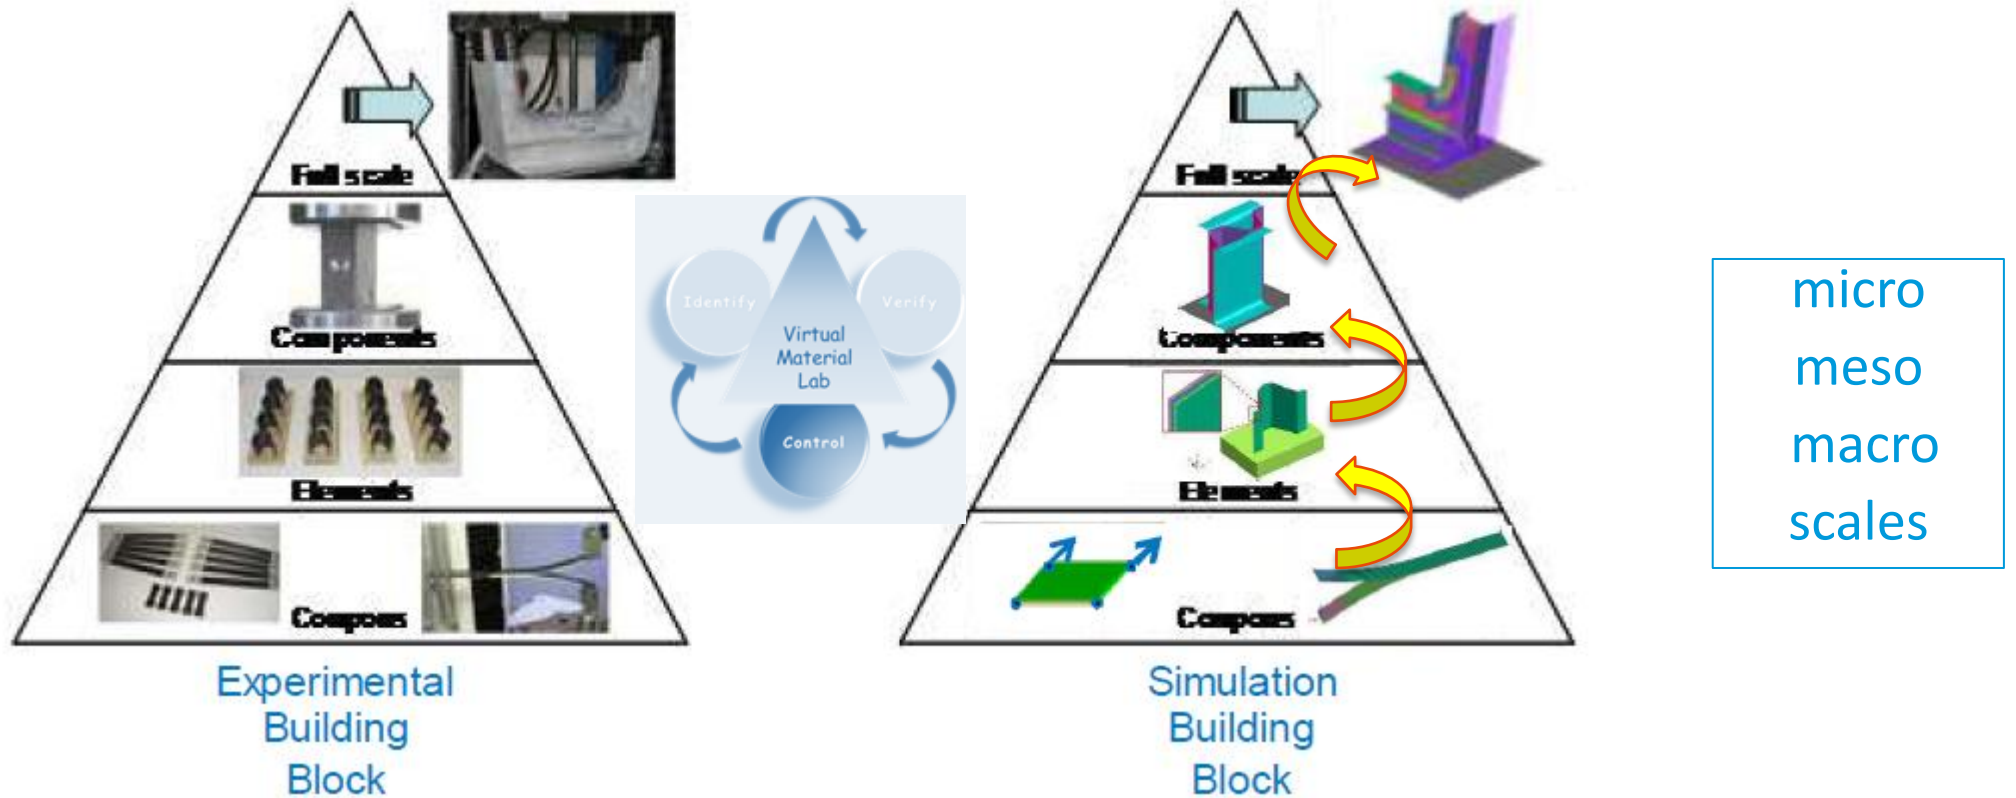 Full scale
Components
Elements
Coupons
Experimental
Building
Block
Identify
Verify
Virtual
Material
Lab
Control
Full scale
Components
Elements
Coupons
Simulation
Building
Block
micro
meso
macro
scales